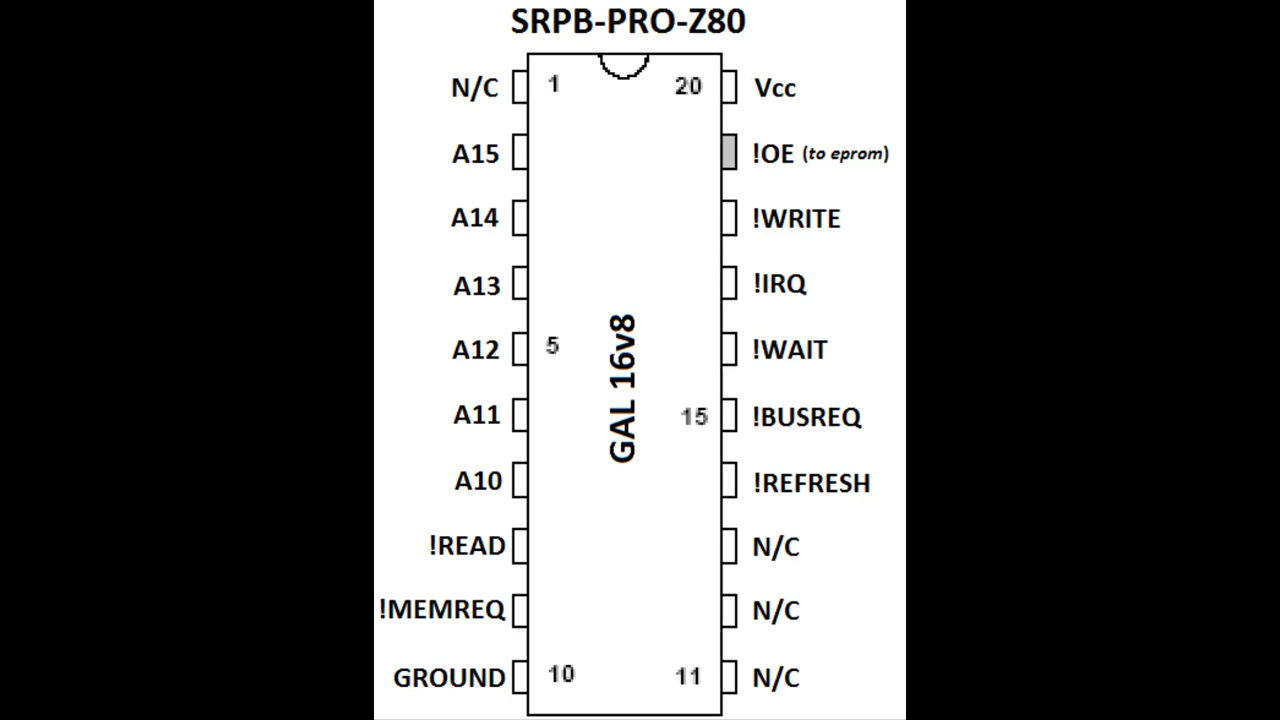 SRPB-PRO-Z80
N/C 1 20 Vcc
A15 !OE (to eprom)
A14 !WRITE
A13 !IRQ
A12 5 !WAIT
A11 15 !BUSREQ
A10 !REFRESH
!READ N/C
!MEMREQ N/C
GROUND 10 11 N/C
GAL 16v8